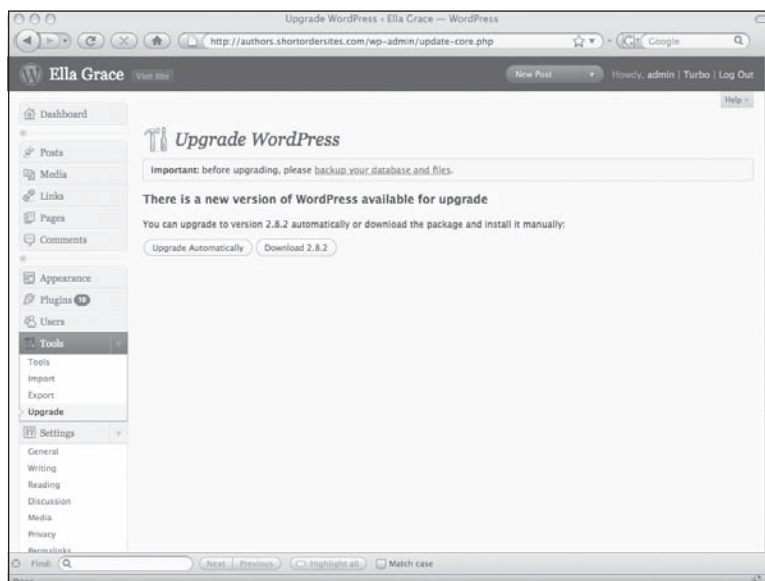 Upgrade WordPress ‹ Ella Grace — WordPress
http://authors.shortordersites.com/wp-admin/update-core.php
Google
Ella Grace
Visit Site
New Post
Howdy, admin | Turbo | Log Out
Help
Dashboard
Posts
Media
Links
Pages
Comments
Appearance
Plugins
Users
Tools
Tools
Import
Export
Upgrade
Settings
General
Writing
Reading
Discussion
Media
Privacy
Permalinks
Upgrade WordPress
Important: before upgrading, please backup your database and files.
There is a new version of WordPress available for upgrade
You can upgrade to version 2.8.2 automatically or download the package and install it manually:
Upgrade Automatically
Download 2.8.2
Find:
Next
Previous
Highlight all
Match case